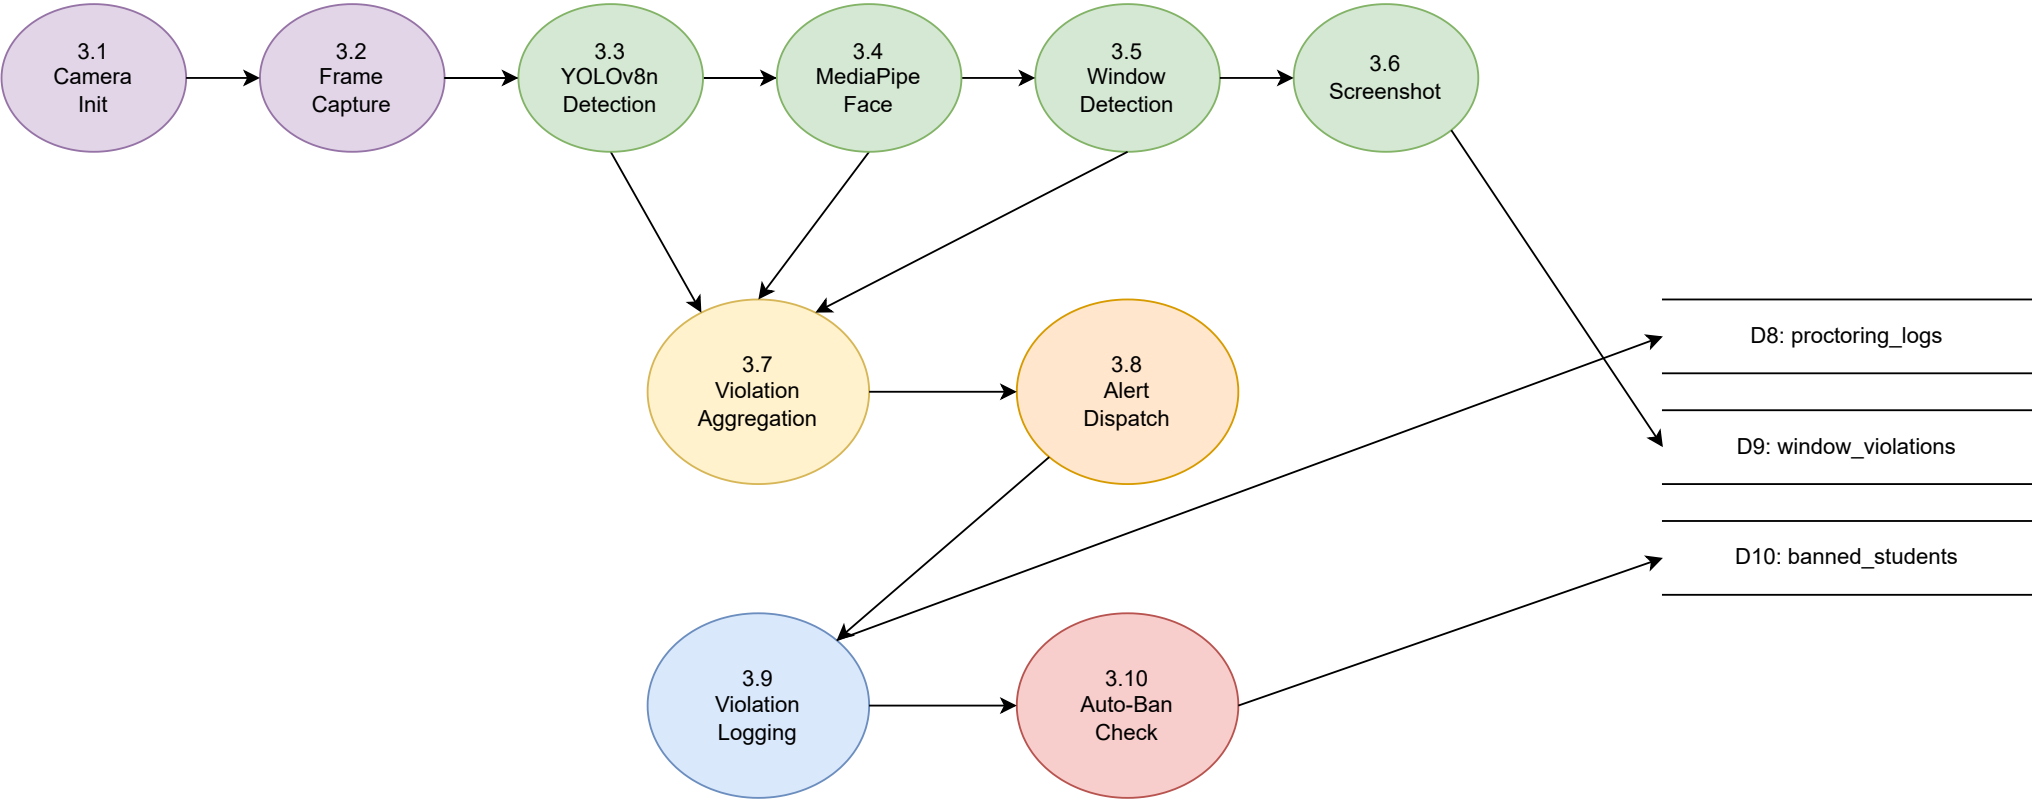 3.1
Camera
Init
3.2
Frame
Capture
3.3
YOLOv8n
Detection
3.4
MediaPipe
Face
3.5
Window
Detection
3.6
Screenshot
D8: proctoring_logs
3.7
Violation
Aggregation
3.8
Alert
Dispatch
D9: window_violations
D10: banned_students
3.9
Violation
Logging
3.10
Auto-Ban
Check